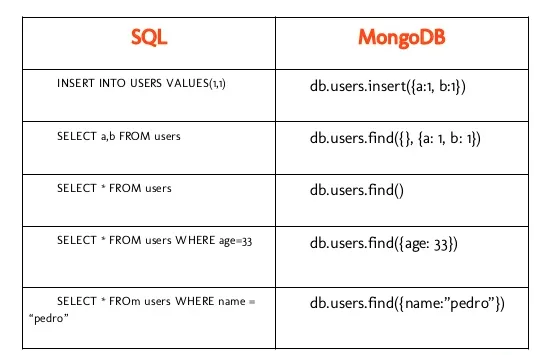 SQL MongoDB
INSERT INTO USERS VALUES(1,1) db.users.insert({a:1, b:1})
SELECT a,b FROM users db.users.find({}, {a: 1, b: 1})
SELECT * FROM users db.users.find()
SELECT * FROM users WHERE age=33 db.users.find({age: 33})
SELECT * FROm users WHERE name = db.users.find({name:”pedro”})
“pedro”